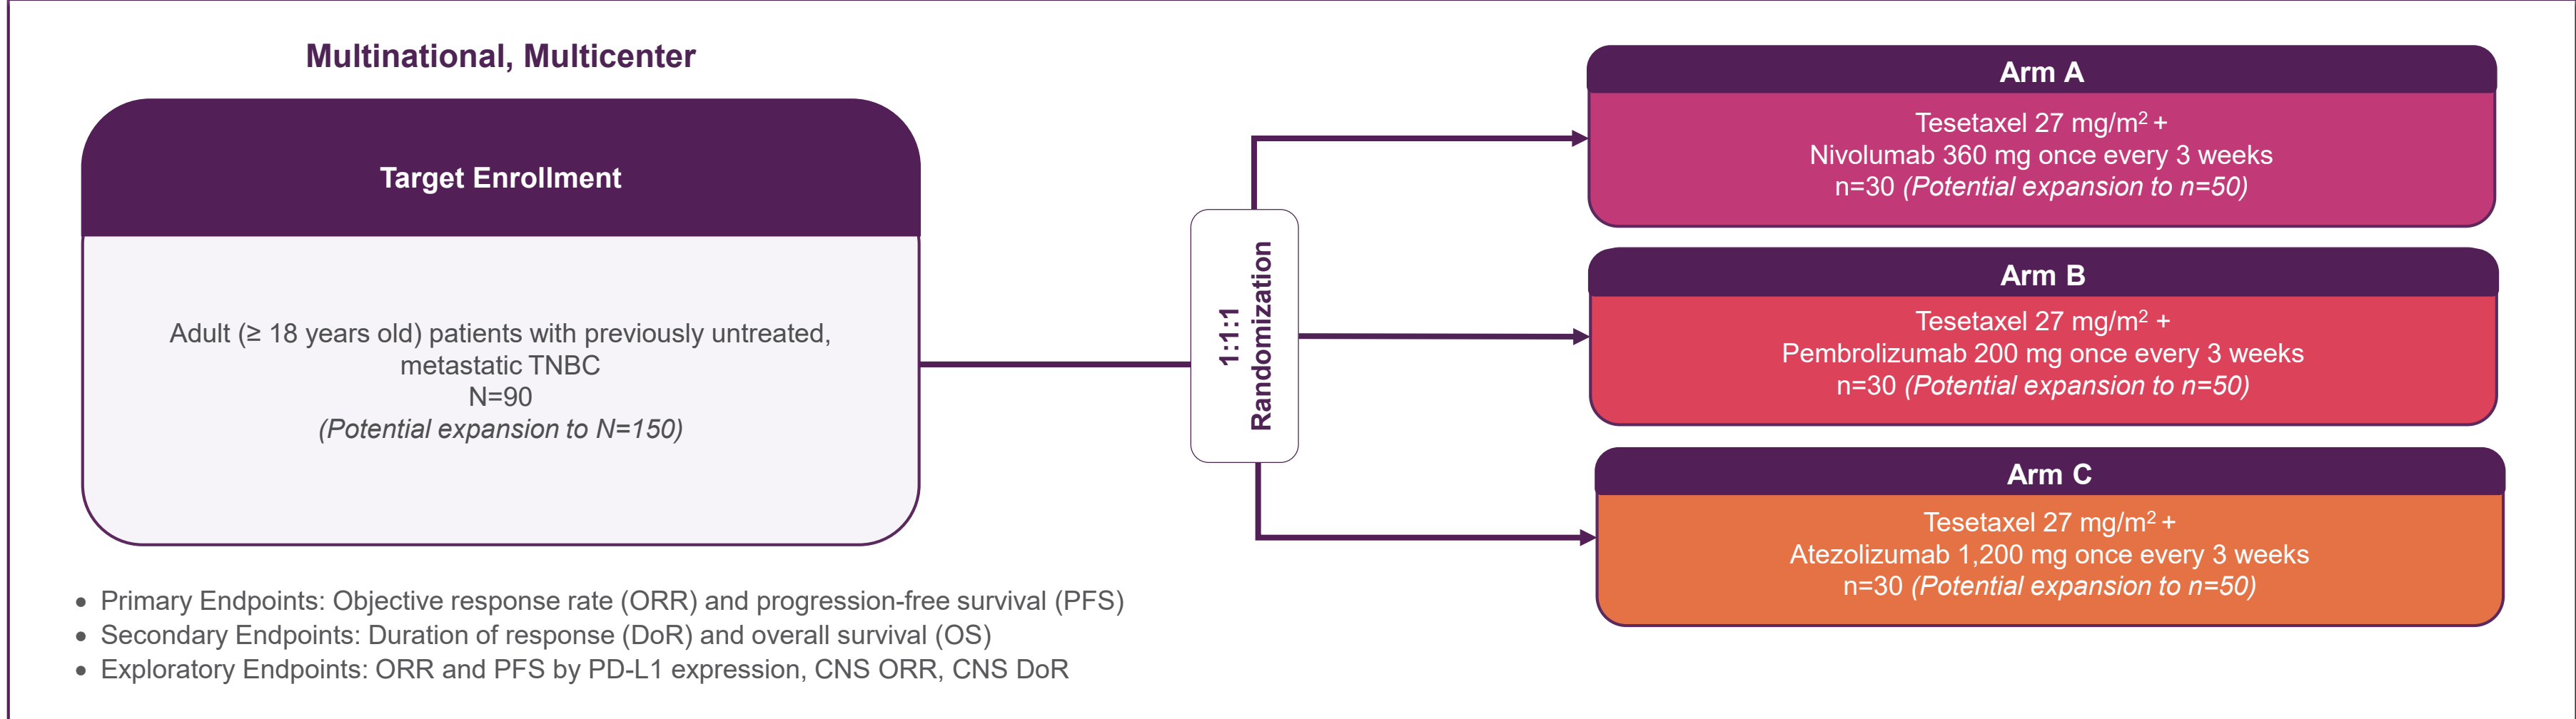 Multinational, Multicenter
Target Enrollment
Adult (≥ 18 years old) patients with previously untreated,
metastatic TNBC
N=90
(Potential expansion to N=150)
1:1:1
Randomization
Arm A
Tesetaxel 27 mg/m² +
Nivolumab 360 mg once every 3 weeks
n=30 (Potential expansion to n=50)
Arm B
Tesetaxel 27 mg/m² +
Pembrolizumab 200 mg once every 3 weeks
n=30 (Potential expansion to n=50)
Arm C
Tesetaxel 27 mg/m² +
Atezolizumab 1,200 mg once every 3 weeks
n=30 (Potential expansion to n=50)
• Primary Endpoints: Objective response rate (ORR) and progression-free survival (PFS)
• Secondary Endpoints: Duration of response (DoR) and overall survival (OS)
• Exploratory Endpoints: ORR and PFS by PD-L1 expression, CNS ORR, CNS DoR